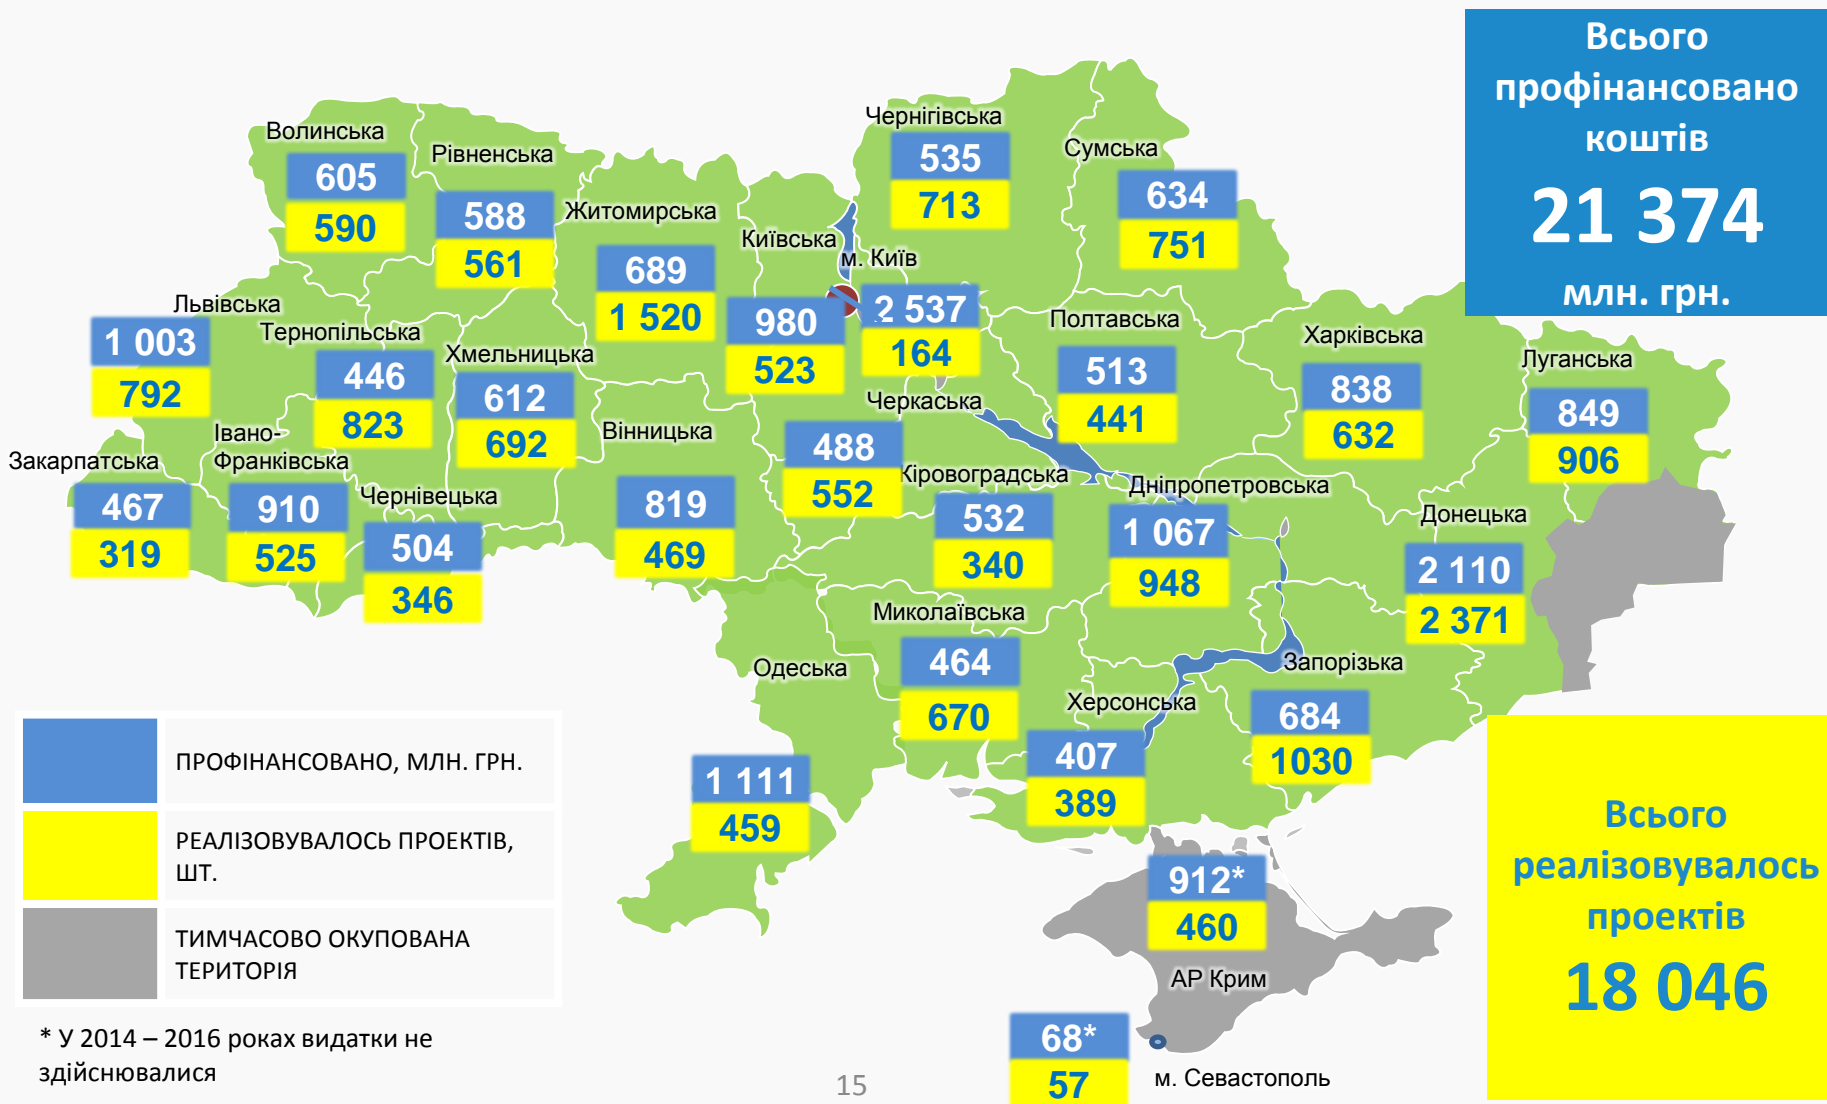 Всього
профінансовано
коштів
21 374
млн. грн.
Волинська
605
590
Рівненська
588
561
Житомирська
689
1 520
Київська
980
523
м. Київ
2 537
164
Чернігівська
535
713
Сумська
634
751
Львівська
1 003
792
Тернопільська
446
823
Хмельницька
612
692
Вінницька
819
469
Черкаська
488
552
Полтавська
513
441
Харківська
838
632
Луганська
849
906
Закарпатська
467
319
Івано-
Франківська
910
525
Чернівецька
504
346
Кіровоградська
532
340
Дніпропетровська
1 067
948
Донецька
2 110
2 371
Миколаївська
464
670
Одеська
1 111
459
Херсонська
407
389
Запорізька
684
1030
912*
460
АР Крим
68*
57
м. Севастополь
ПРОФІНАНСОВАНО, МЛН. ГРН.
РЕАЛІЗОВУВАЛОСЬ ПРОЕКТІВ,
ШТ.
ТИМЧАСОВО ОКУПОВАНА
ТЕРИТОРІЯ
* У 2014 – 2016 роках видатки не
здійснювалися
Всього
реалізовувалось
проектів
18 046
15